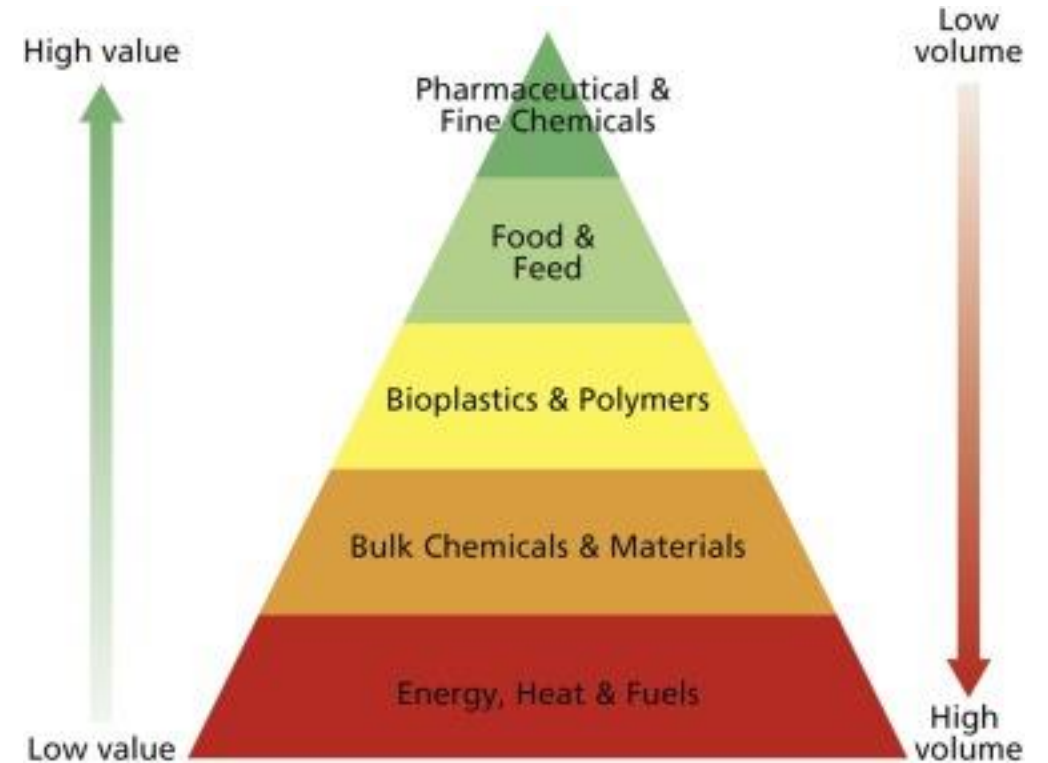 High value
Low
volume
Pharmaceutical &
Fine Chemicals
Food &
Feed
Bioplastics & Polymers
Bulk Chemicals & Materials
Energy, Heat & Fuels
Low value
High
volume